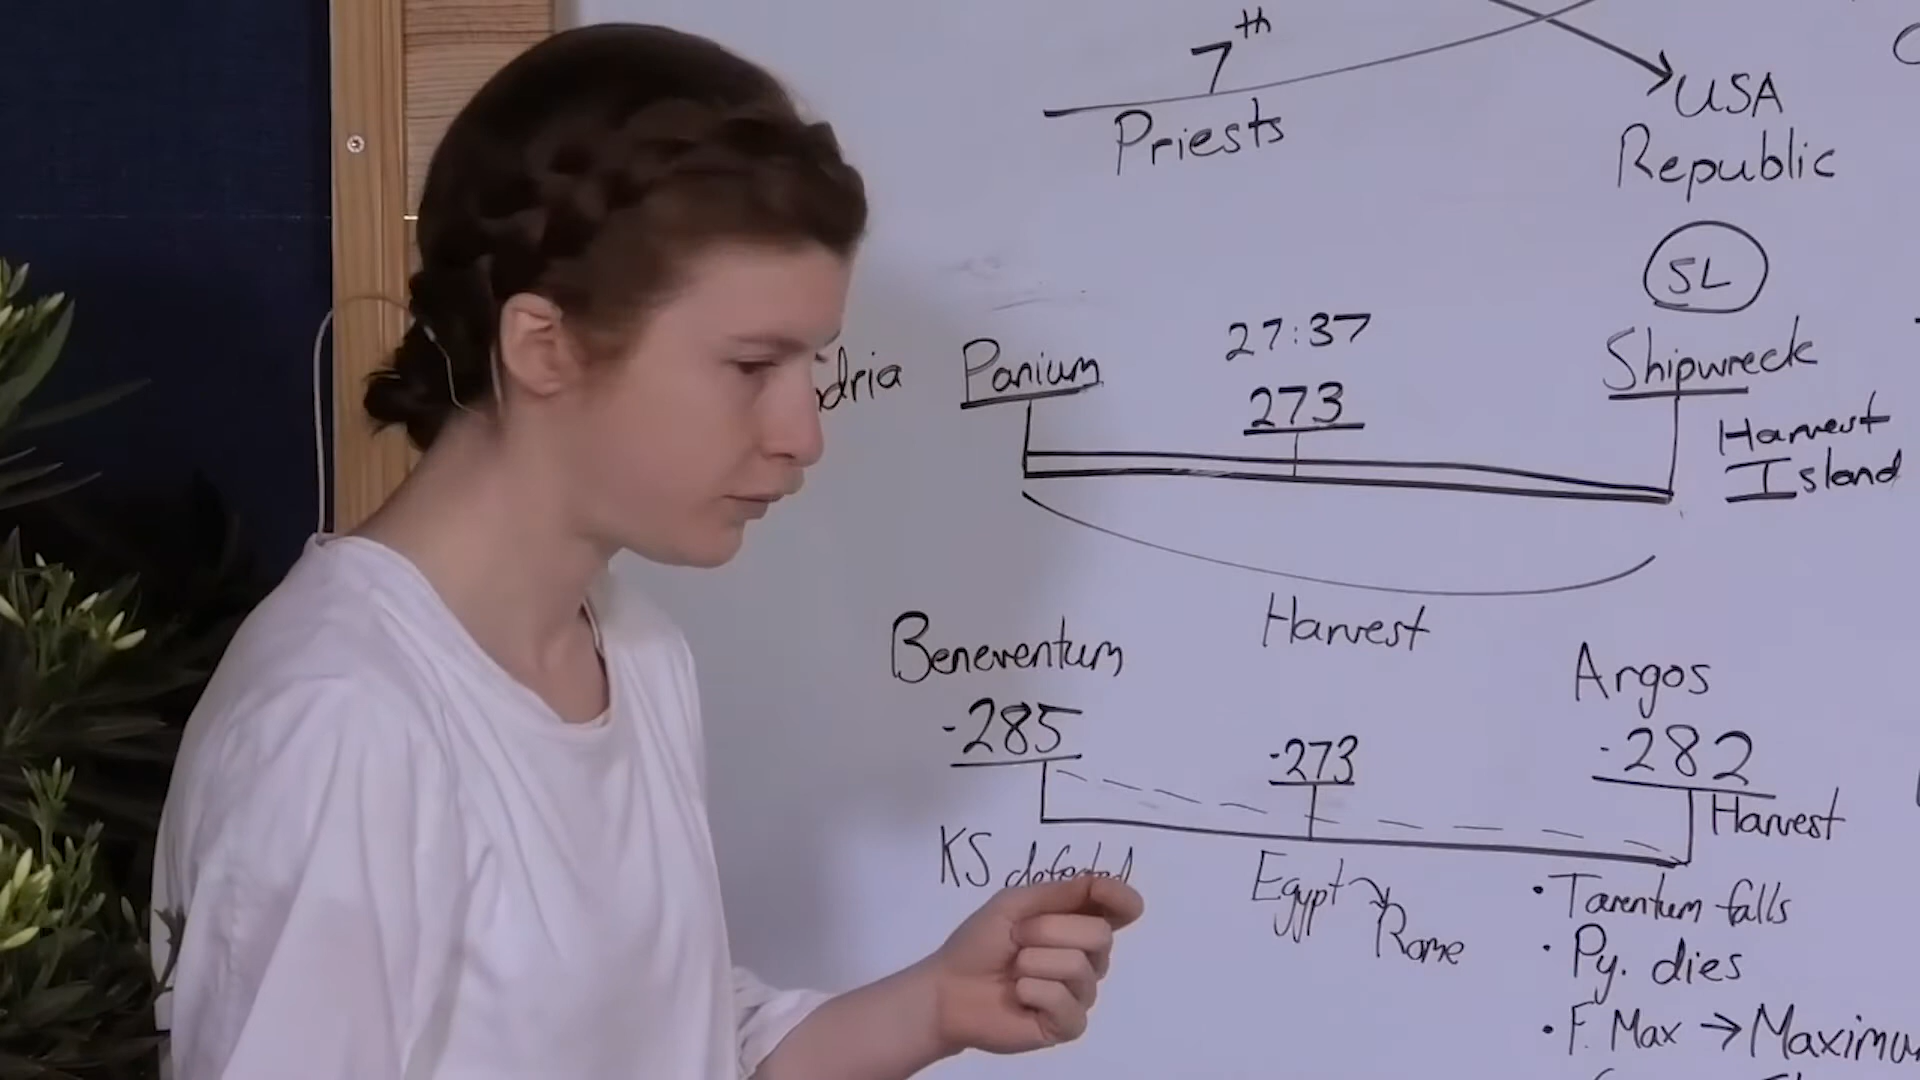 7th
Priests
USA
Republic
SL
27:37
273
Panium
Shipwreck
Harvest
Island
Harvest
Beneventum
-285
-273
Argos
-282
Harvest
KS defeated
Egypt → Rome
• Tarentum falls
• Py. dies
• F. Max → Maximu